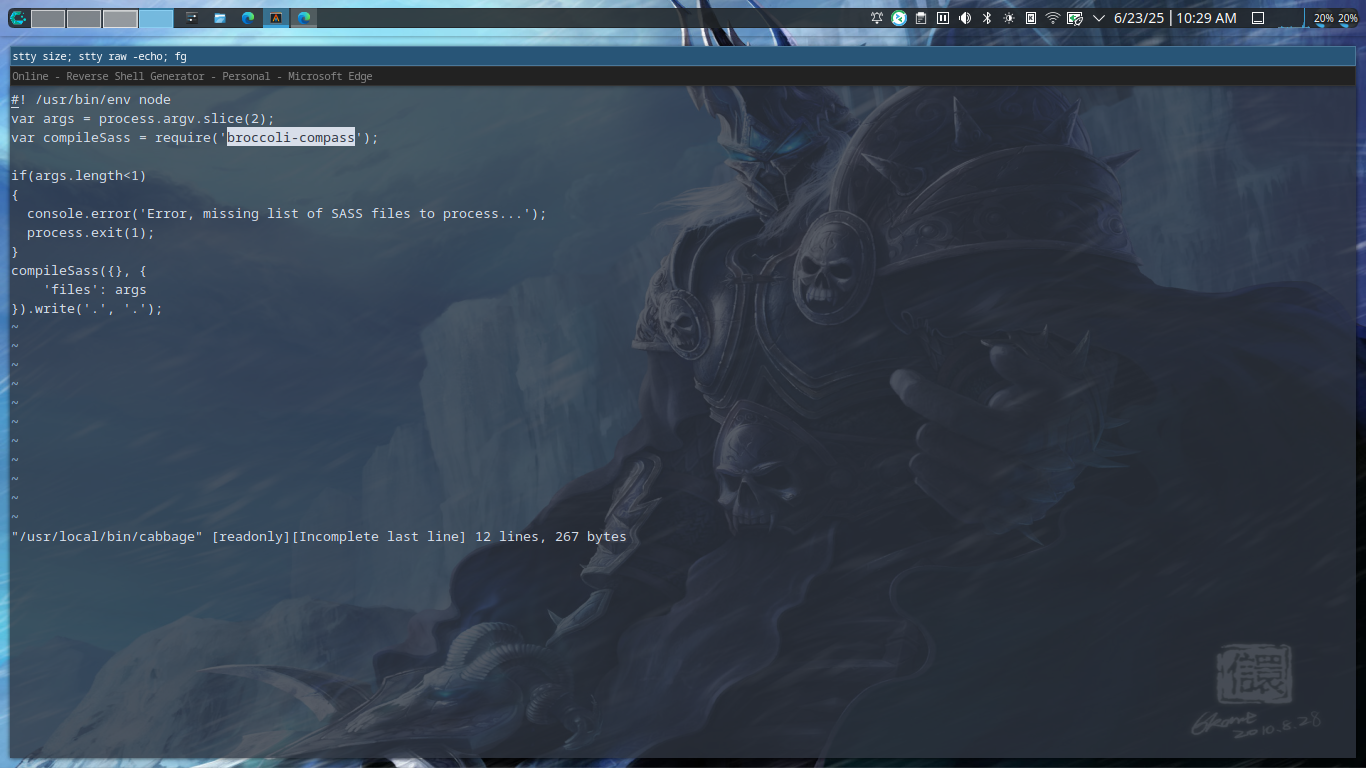 6/23/25 | 10:29 AM
20% 20%
stty size; stty raw -echo; fg
Online - Reverse Shell Generator - Personal - Microsoft Edge
#! /usr/bin/env node
var args = process.argv.slice(2);
var compileSass = require('broccoli-compass');
if(args.length<1)
{
  console.error('Error, missing list of SASS files to process...');
  process.exit(1);
}
compileSass({}, {
    'files': args
}).write('.', '.');
~
~
~
~
~
~
~
~
~
~
~
"/usr/local/bin/cabbage" [readonly][Incomplete last line] 12 lines, 267 bytes
2010.8.28